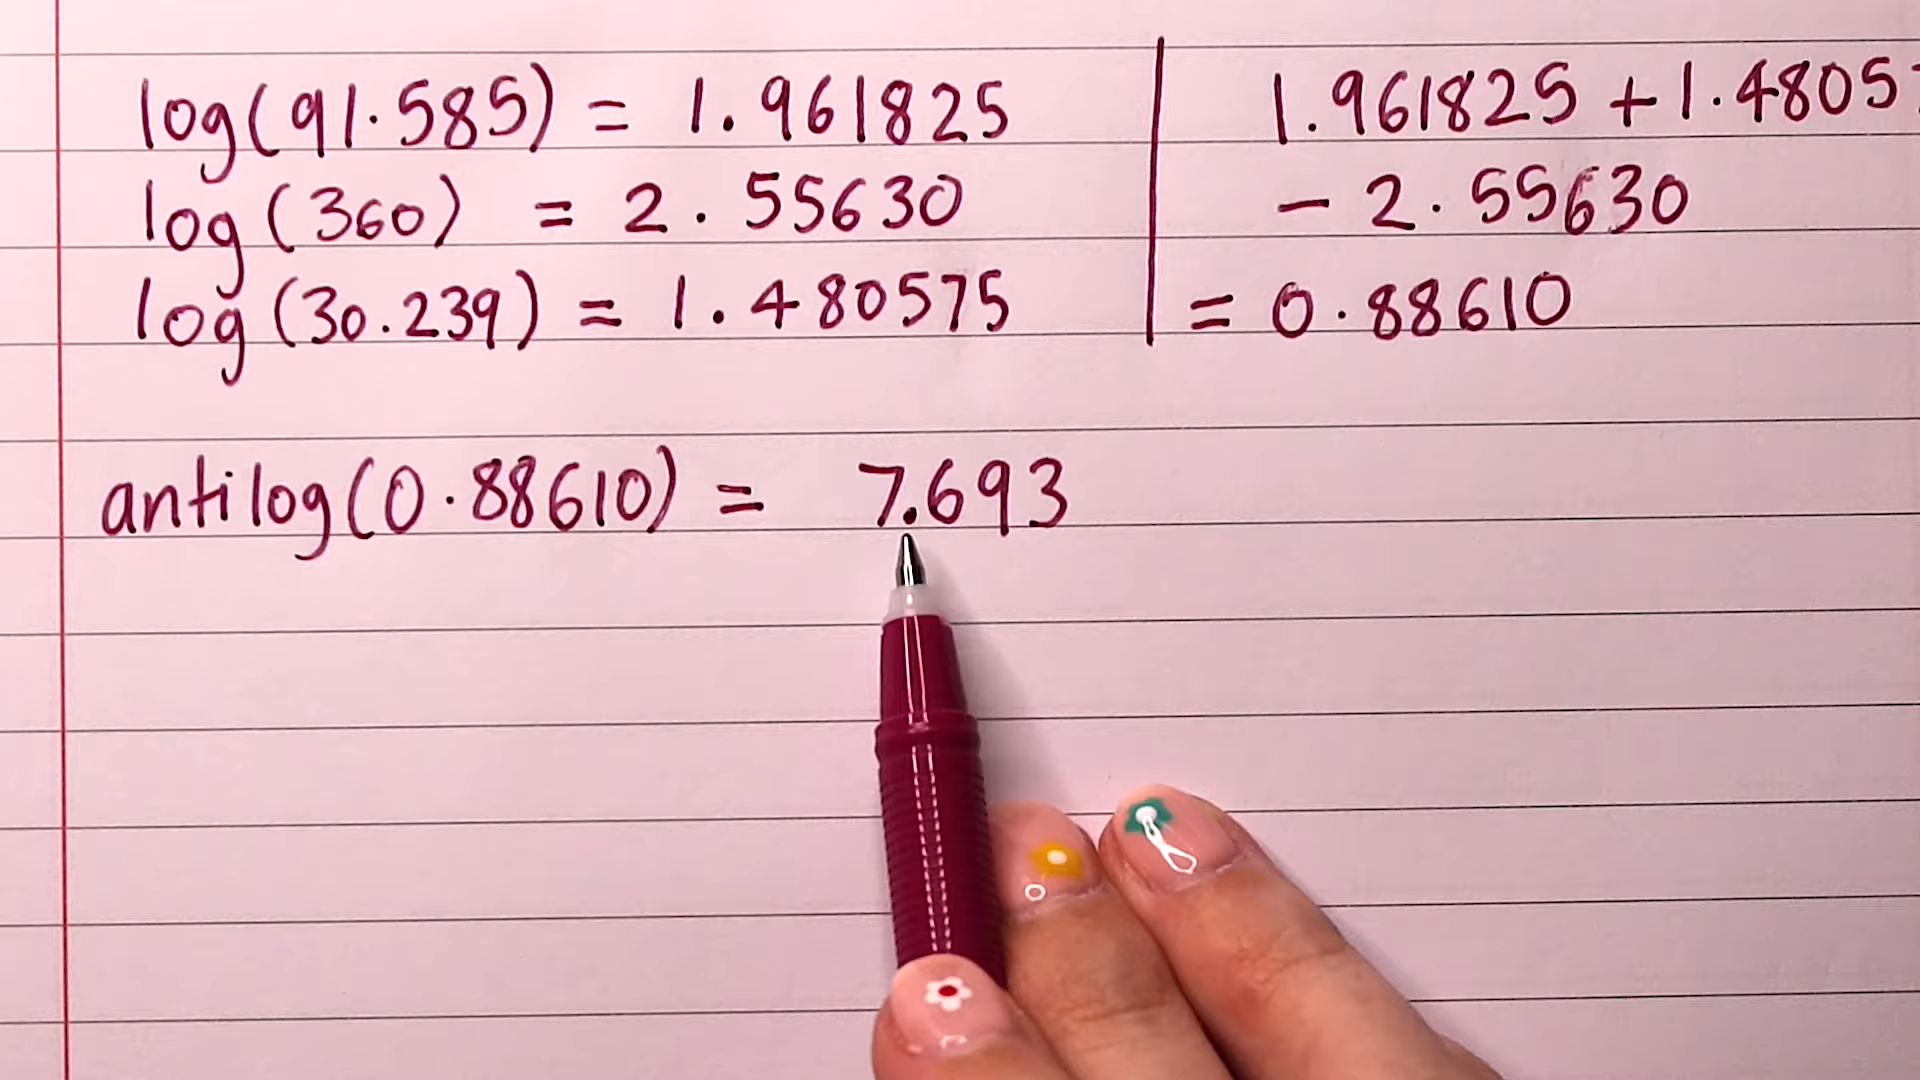 log(91.585) = 1.961825
log(360) = 2.55630
log(30.239) = 1.480575
1.961825 + 1.4805
- 2.55630
= 0.88610
antilog(0.88610) = 7.693